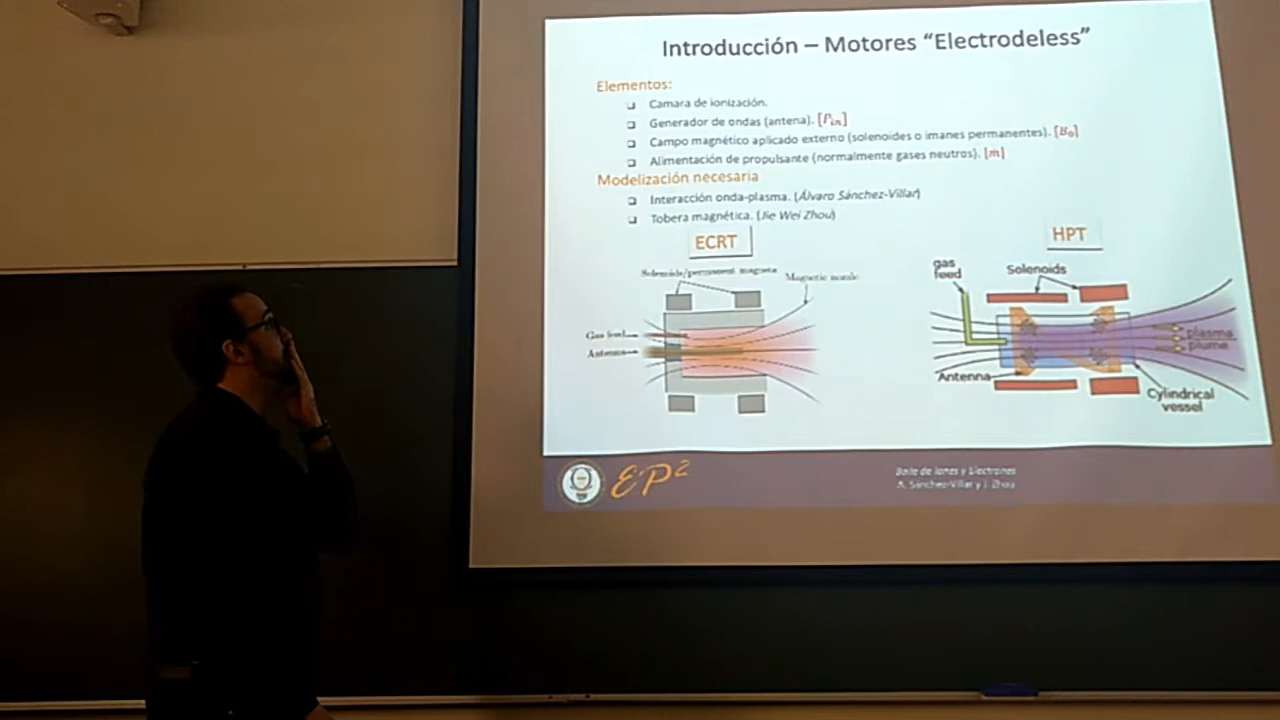 Introducción – Motores “Electrodeless”
Elementos:
Camara de ionización.
Generador de ondas (antena). [P_in]
Campo magnético aplicado externo (solenoides o imanes permanentes). [B_0]
Alimentación de propulsante (normalmente gases neutros). [ṁ]
Modelización necesaria
Interacción onda-plasma. (Álvaro Sánchez-Villar)
Tobera magnética. (Jie Wei Zhou)
ECRT
HPT
Solenoids/permanent magnets
Magnetic nozzle
Gas feed
Antenna
gas
feed
Solenoids
plasma
plume
Antenna
Cylindrical
vessel
EP²
Baile de Iones y Electrones
A. Sánchez-Villar y J. Zhou